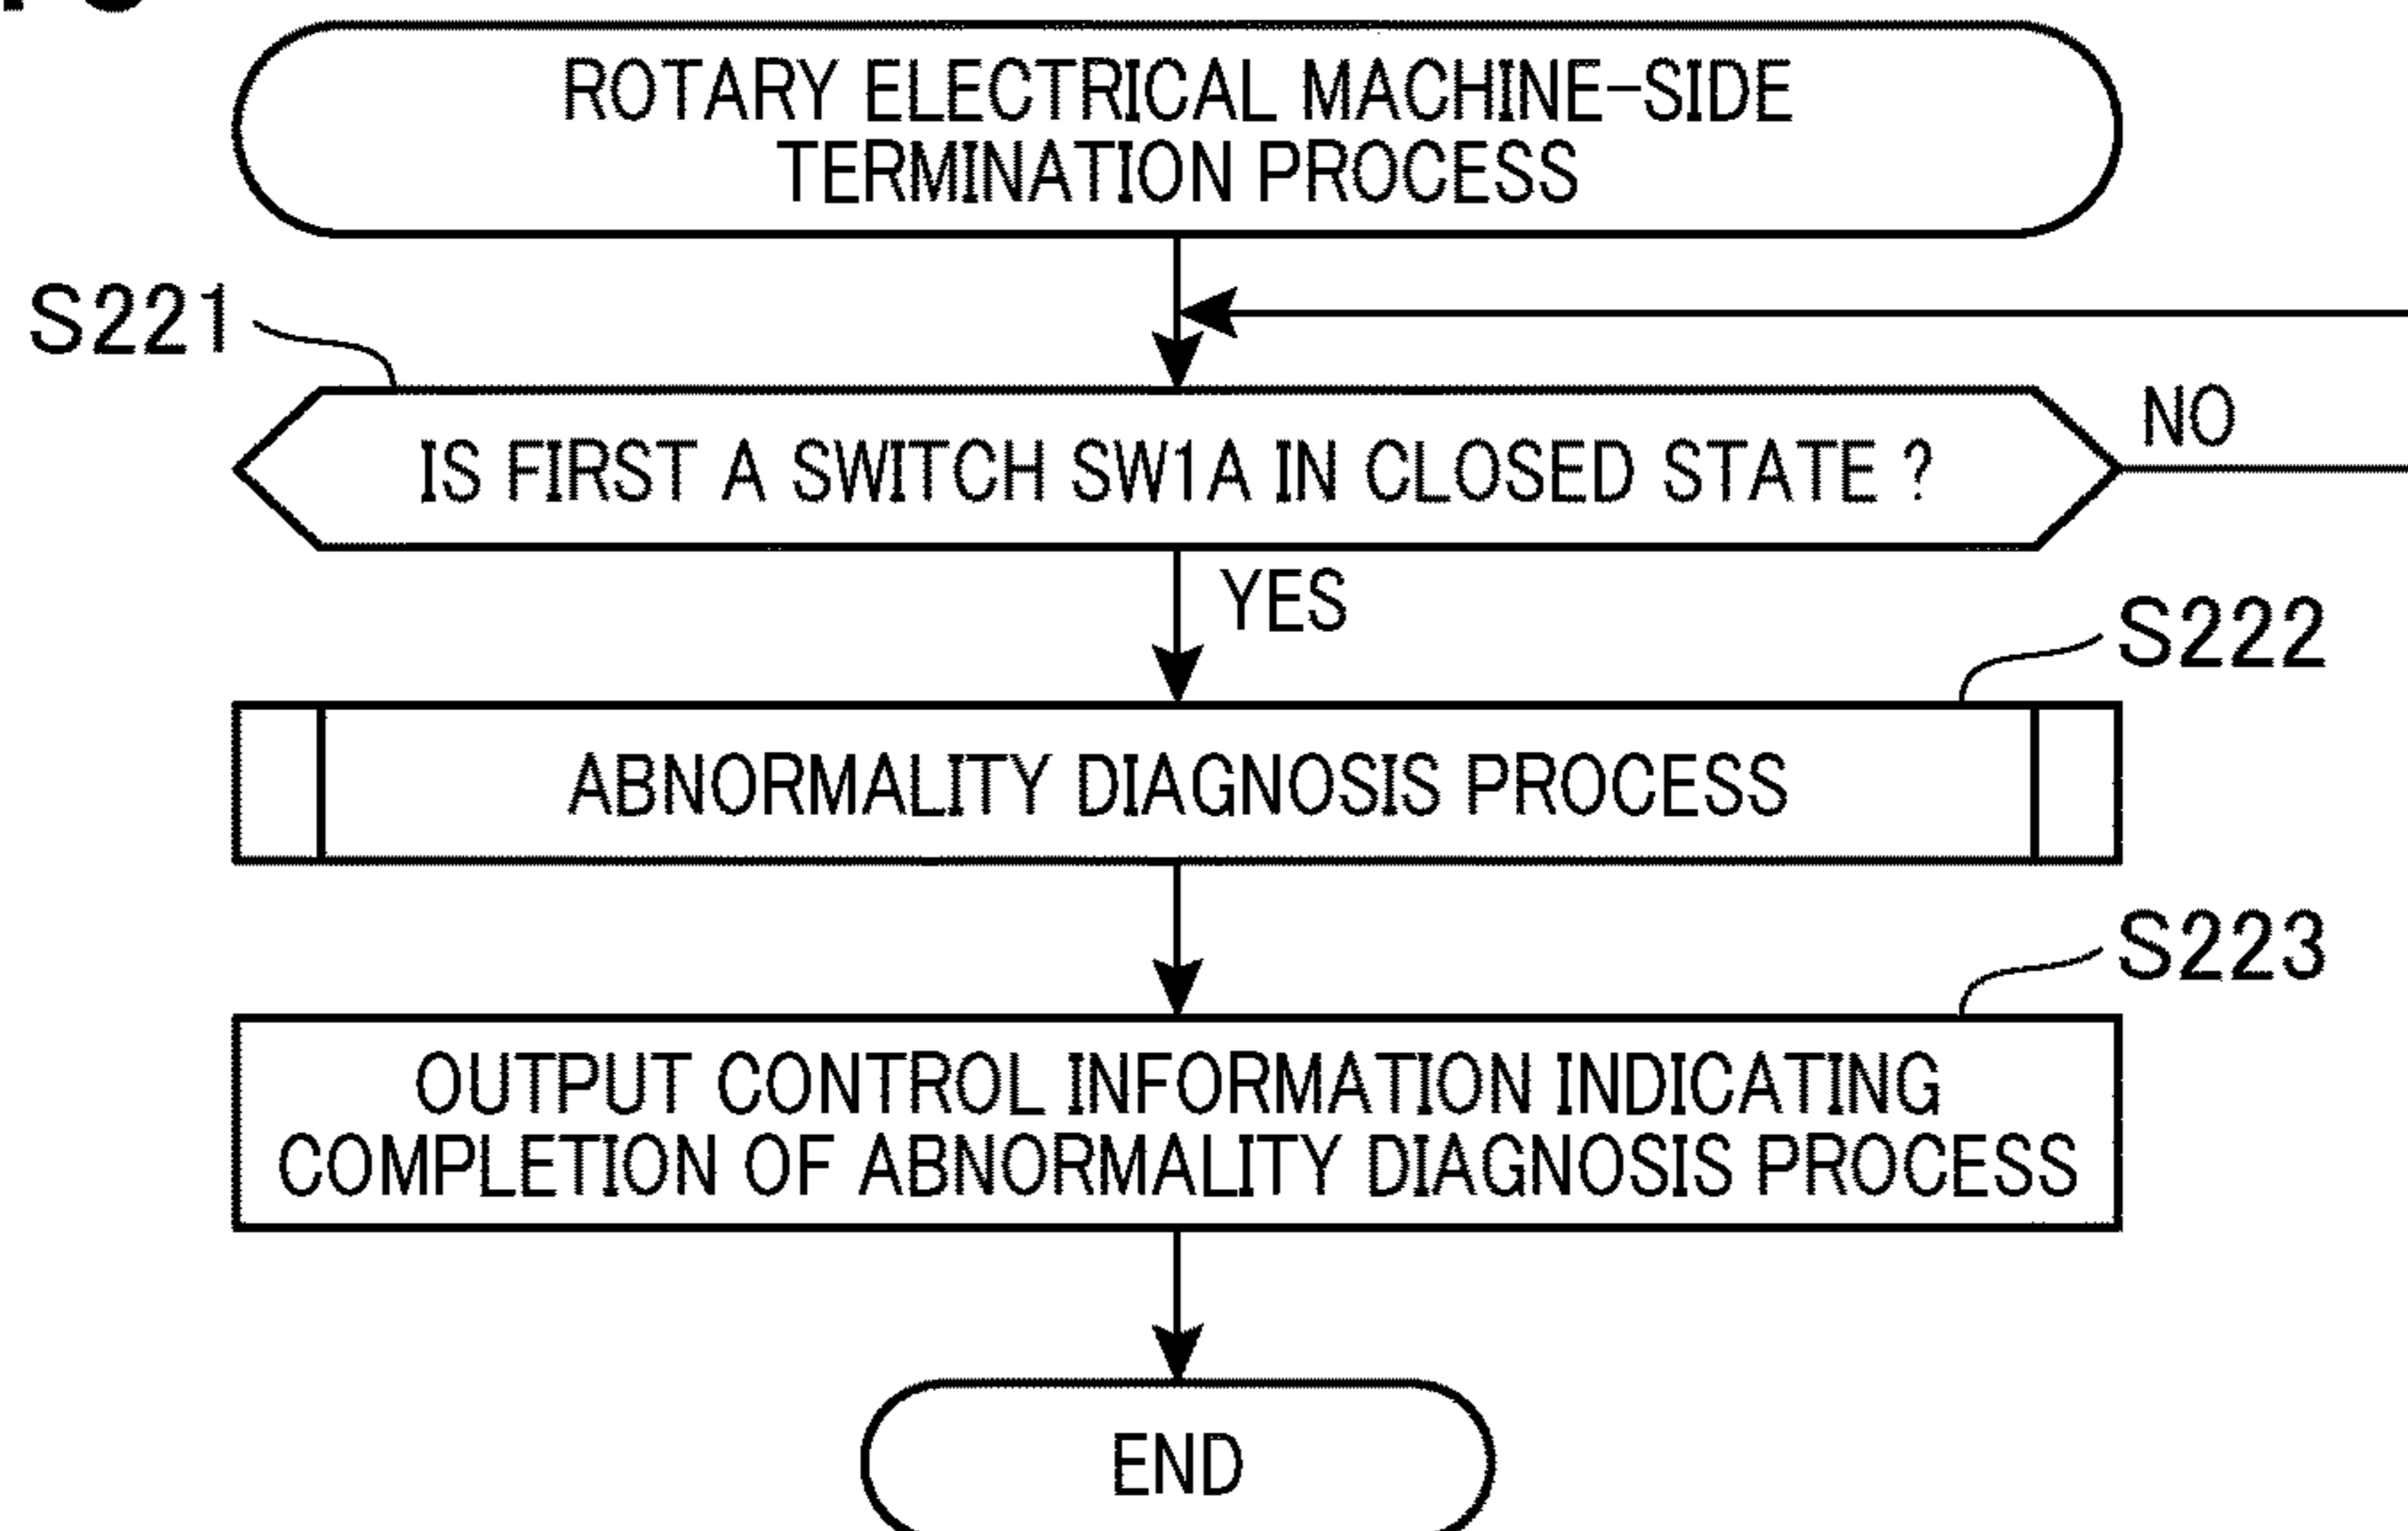 ROTARY ELECTRICAL MACHINE-SIDE
TERMINATION PROCESS
S221
IS FIRST A SWITCH SW1A IN CLOSED STATE ?
NO
YES
S222
ABNORMALITY DIAGNOSIS PROCESS
S223
OUTPUT CONTROL INFORMATION INDICATING
COMPLETION OF ABNORMALITY DIAGNOSIS PROCESS
END